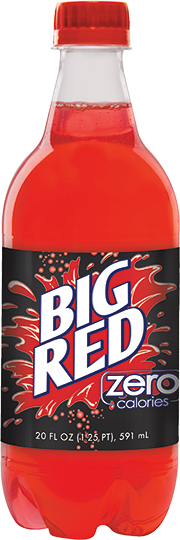 BIG
RED
zero
calories
20 FL OZ (1.25 PT), 591 mL